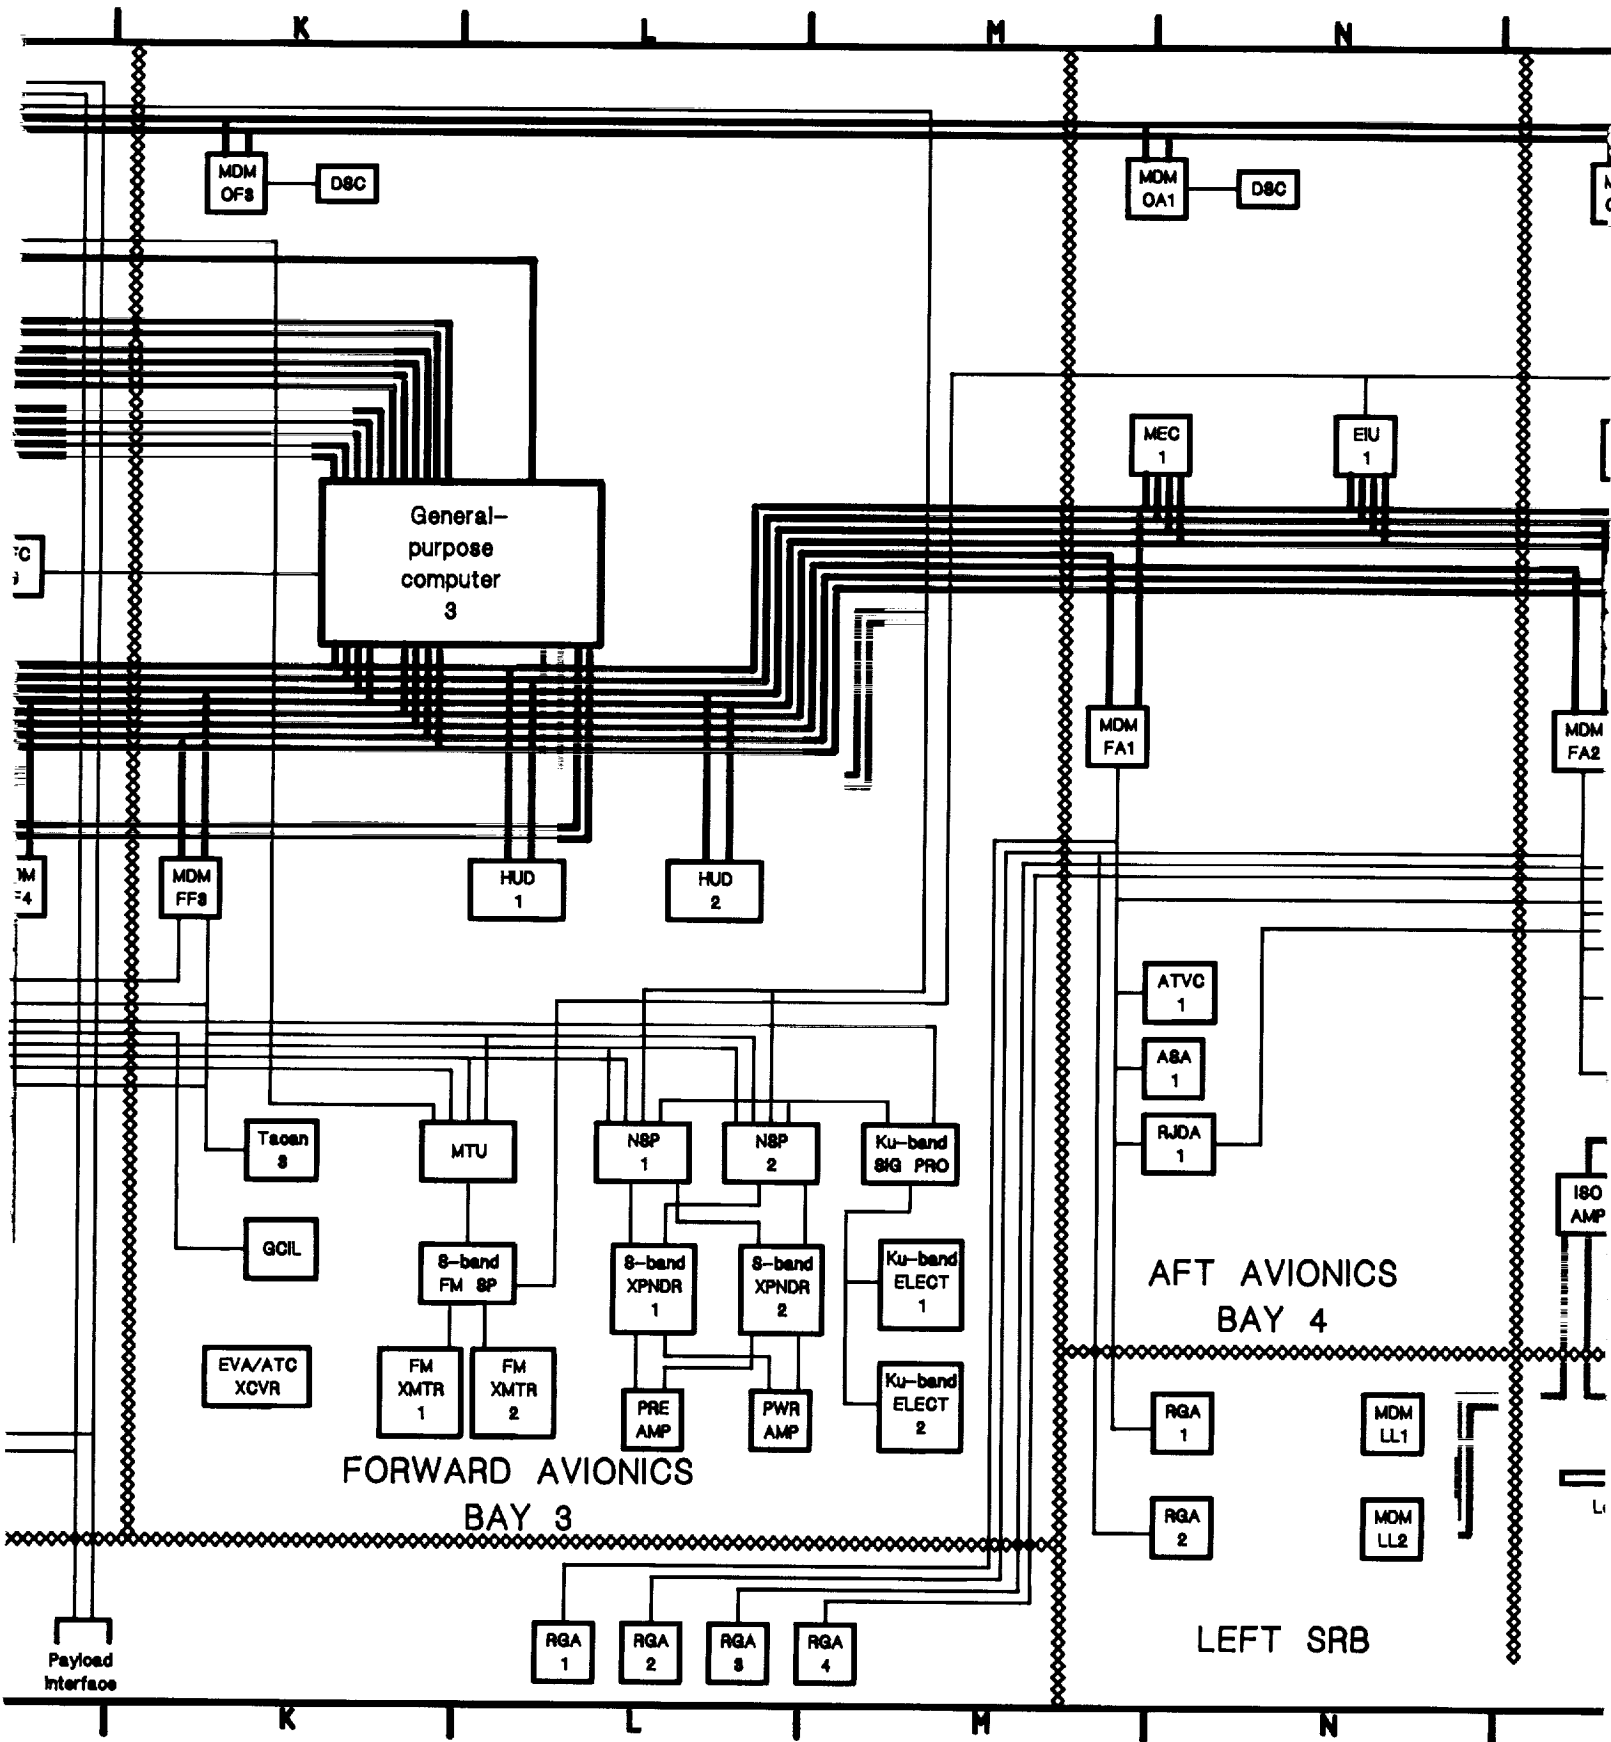 K L M N
MDM
OF3
DSC
MDM
OA1
DSC
General-
purpose
computer
3
MEC
1
EIU
1
MDM
FA1
MDM
FA2
MDM
FF3
HUD
1
HUD
2
ATVC
1
ASA
1
RJDA
1
Tacan
3
MTU
NSP
1
NSP
2
Ku-band
SIG PRO
ISO
AMP
GCIL
S-band
FM SP
S-band
XPNDR
1
S-band
XPNDR
2
Ku-band
ELECT
1
AFT AVIONICS
BAY 4
EVA/ATC
XCVR
FM
XMTR
1
FM
XMTR
2
PRE
AMP
PWR
AMP
Ku-band
ELECT
2
RGA
1
MDM
LL1
FORWARD AVIONICS
BAY 3
RGA
2
MDM
LL2
Payload
Interface
RGA
1
RGA
2
RGA
3
RGA
4
LEFT SRB
K L M N